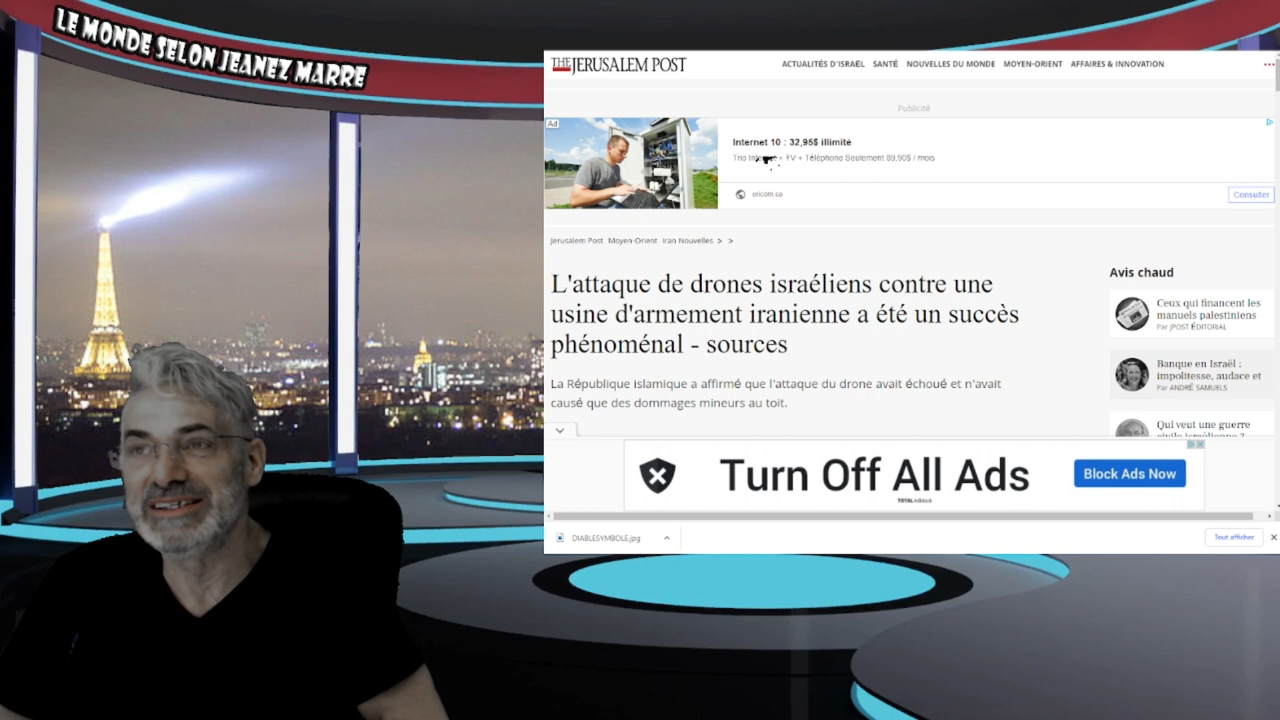 LE MONDE SELON JEANEZ MARRE
THE JERUSALEM POST
ACTUALITÉS D'ISRAËL SANTÉ NOUVELLES DU MONDE MOYEN-ORIENT AFFAIRES & INNOVATION
Publicité
Ad
Internet 10 : 32,95$ illimité
Trio + TV + Téléphone Seulement 89,90$ / mois
oricom.ca
Consulter
Jerusalem Post Moyen-Orient Iran Nouvelles > >
L'attaque de drones israéliens contre une
usine d'armement iranienne a été un succès
phénoménal - sources
La République islamique a affirmé que l'attaque du drone avait échoué et n'avait
causé que des dommages mineurs au toit.
Avis chaud
Ceux qui financent les
manuels palestiniens
Par JPOST ÉDITORIAL
Banque en Israël :
impolitesse, audace et
Par ANDRÉ SAMUELS
Qui veut une guerre
civile israélienne ?
Turn Off All Ads
Block Ads Now
TOTAL Adblock
DIABLESYMBOLE.jpg
Tout afficher